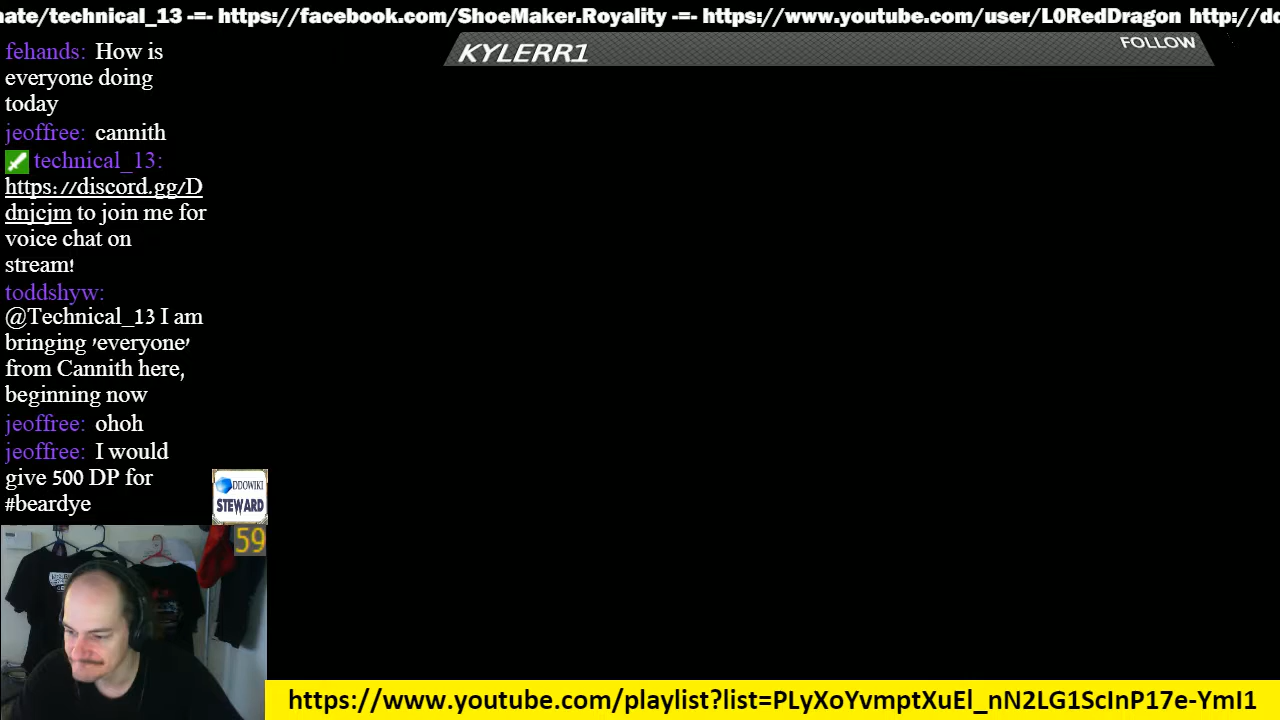 nate/technical_13 -=- https://facebook.com/ShoeMaker.Royality -=- https://www.youtube.com/user/L0RedDragon http://dd
KYLERR1
FOLLOW
fehands: How is
everyone doing
today
jeoffree: cannith
technical_13:
https://discord.gg/D
dnjcjm to join me for
voice chat on
stream!
toddshyw:
@Technical_13 I am
bringing 'everyone'
from Cannith here,
beginning now
jeoffree: ohoh
jeoffree: I would
give 500 DP for
#beardye
DDOWIKI
STEWARD
59
https://www.youtube.com/playlist?list=PLyXoYvmptXuEl_nN2LG1ScInP17e-YmI1